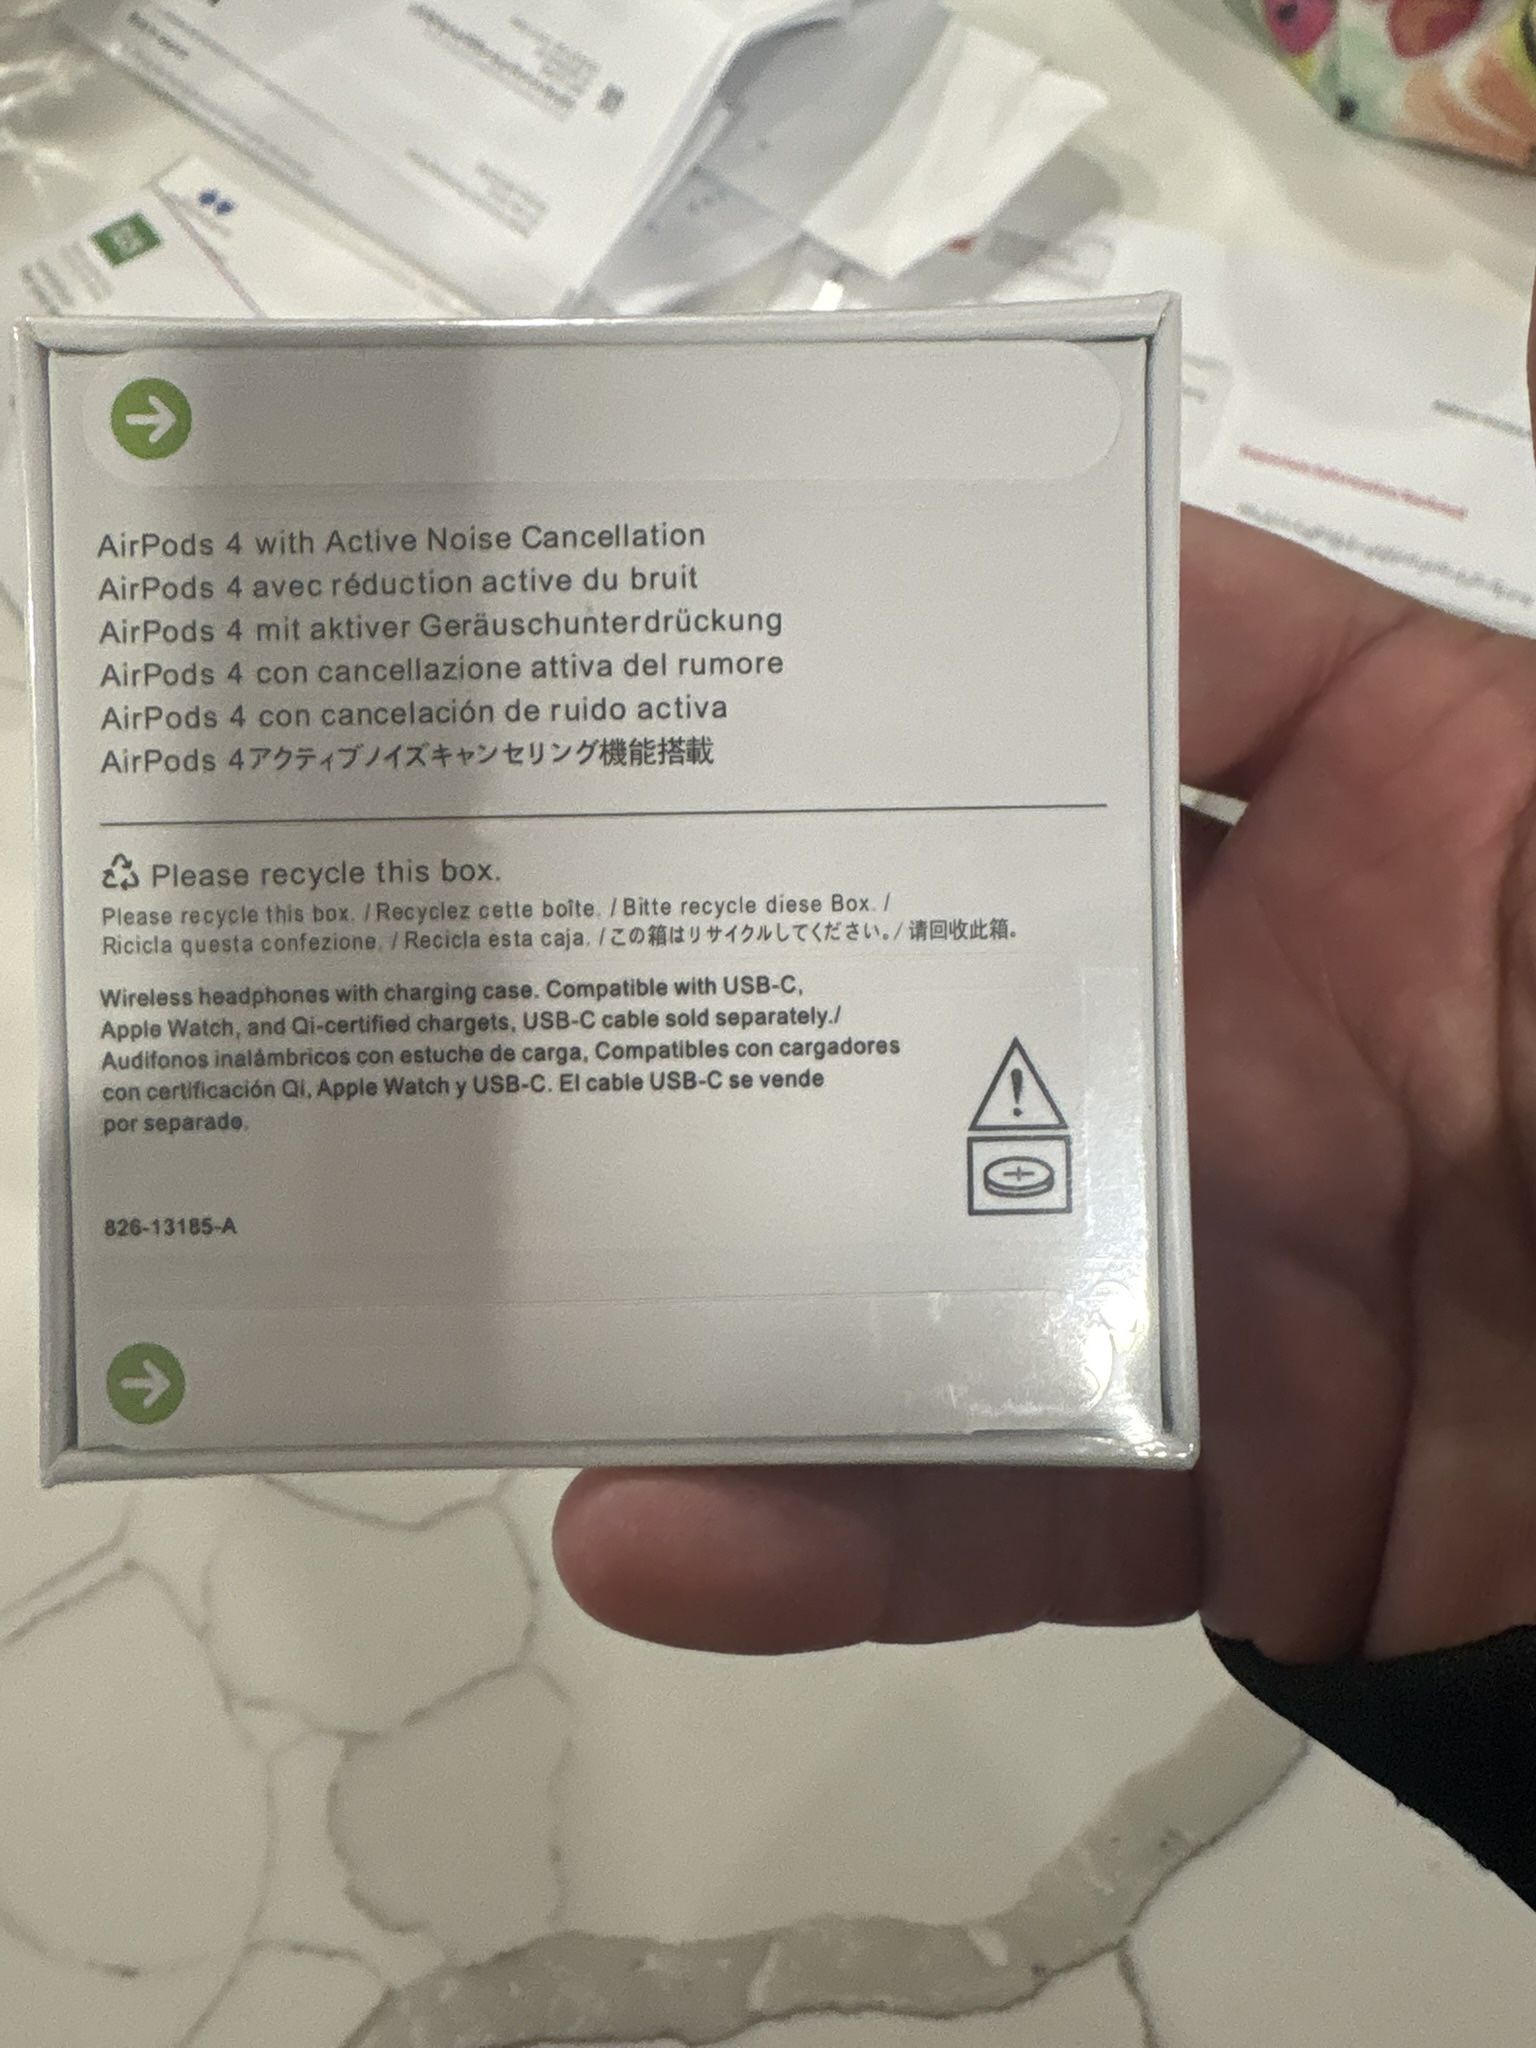 AirPods 4 with Active Noise Cancellation
AirPods 4 avec réduction active du bruit
AirPods 4 mit aktiver Geräuschunterdrückung
AirPods 4 con cancellazione attiva del rumore
AirPods 4 con cancelación de ruido activa
AirPods 4アクティブノイズキャンセリング機能搭載
Please recycle this box.
Please recycle this box. / Recyclez cette boîte. / Bitte recycle diese Box. /
Ricicla questa confezione. / Recicla esta caja. / この箱はリサイクルしてください。/ 请回收此箱。
Wireless headphones with charging case. Compatible with USB-C,
Apple Watch, and Qi-certified chargets, USB-C cable sold separately./
Audifonos inalámbricos con estuche de carga, Compatibles con cargadores
con certificación Qi, Apple Watch y USB-C. El cable USB-C se vende
por separado.
826-13185-A